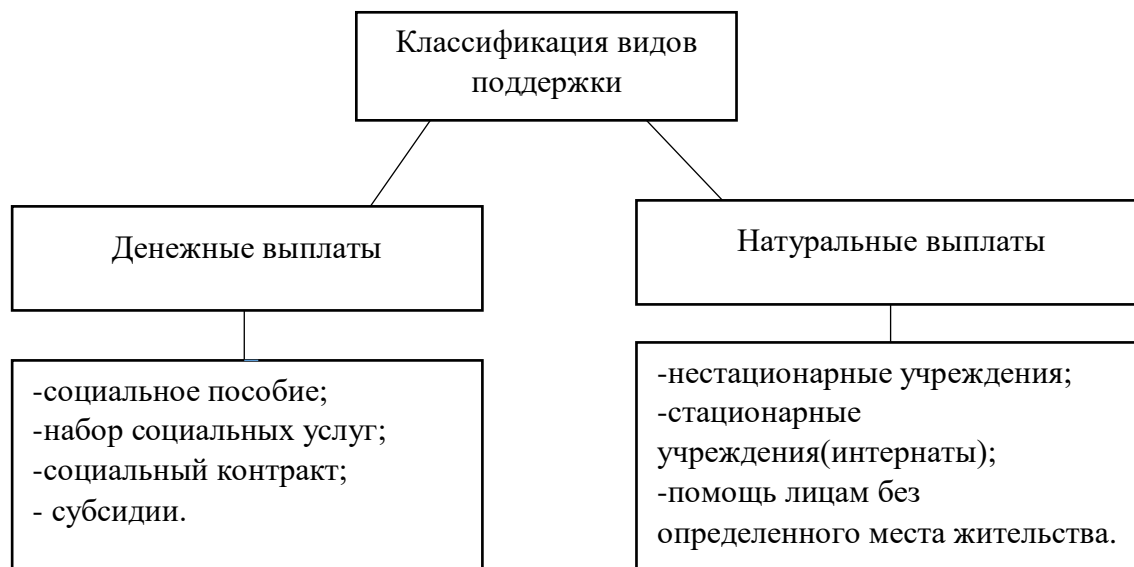 Классификация видов
поддержки
Денежные выплаты
Натуральные выплаты
-социальное пособие;
-набор социальных услуг;
-социальный контракт;
- субсидии.
-нестационарные учреждения;
-стационарные
учреждения(интернаты);
-помощь лицам без
определенного места жительства.